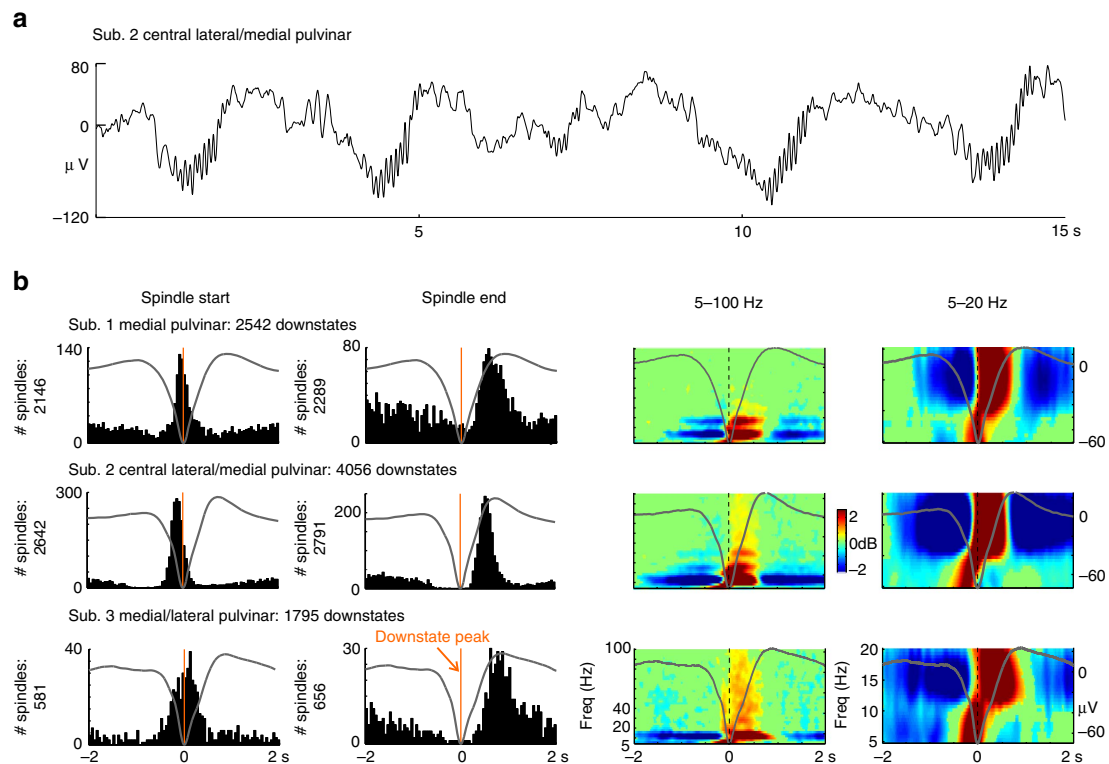 a
Sub. 2 central lateral/medial pulvinar
80
0
μ V
−120
5
10
15 s
b
Spindle start
Spindle end
5–100 Hz
5–20 Hz
Sub. 1 medial pulvinar: 2542 downstates
# spindles:
2146
140
0
# spindles:
2289
80
0
0
−60
Sub. 2 central lateral/medial pulvinar: 4056 downstates
# spindles:
2642
300
0
# spindles:
2791
200
0
2
0dB
−2
0
−60
Sub. 3 medial/lateral pulvinar: 1795 downstates
# spindles:
581
40
0
−2
0
2 s
# spindles:
656
30
0
Downstate peak
−2
0
2 s
Freq (Hz)
100
40
20
5
−2
0
2 s
Freq (Hz)
20
15
10
5
−2
0
2 s
0
μV
−60